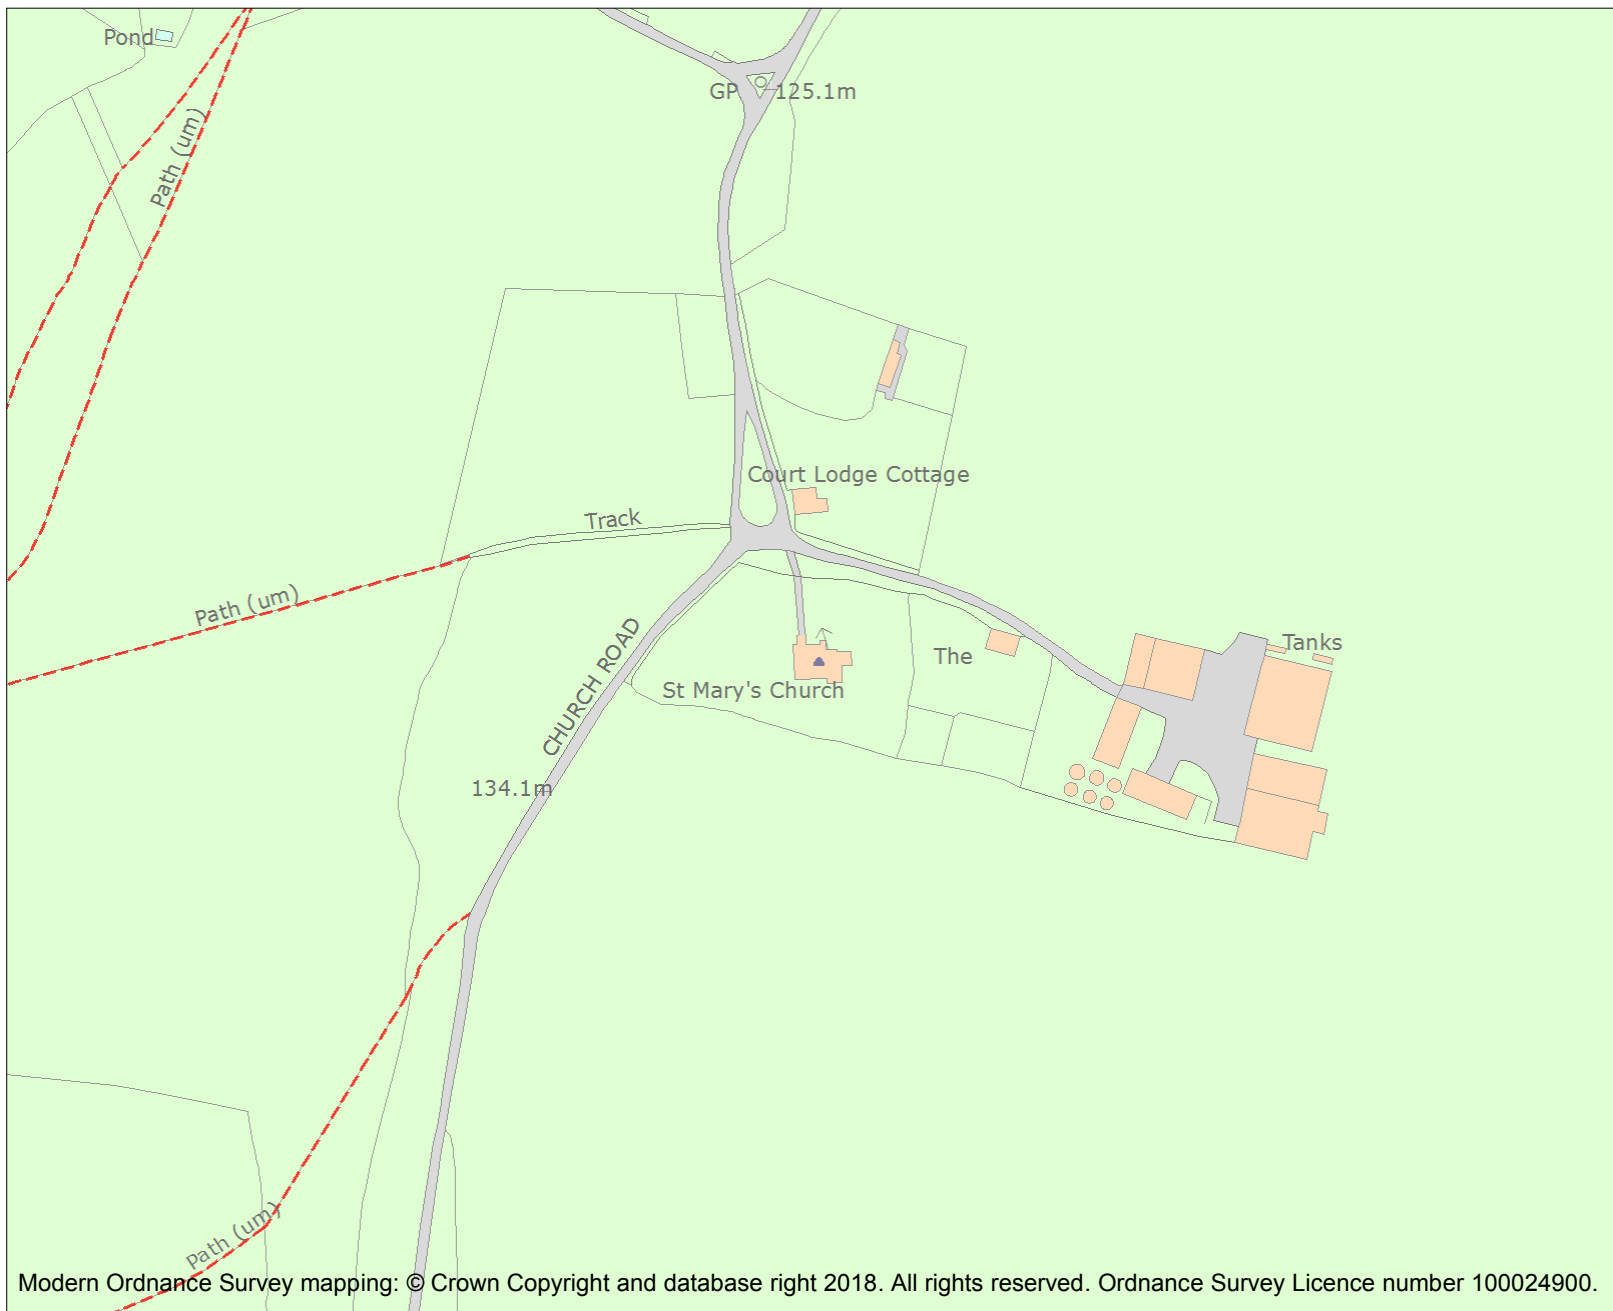 Pond
GP
125.1m
Path (um)
Court Lodge Cottage
Track
Path (um)
CHURCH ROAD
The
Tanks
St Mary's Church
134.1m
Path (um)
Modern Ordnance Survey mapping: © Crown Copyright and database right 2018. All rights reserved. Ordnance Survey Licence number 100024900.